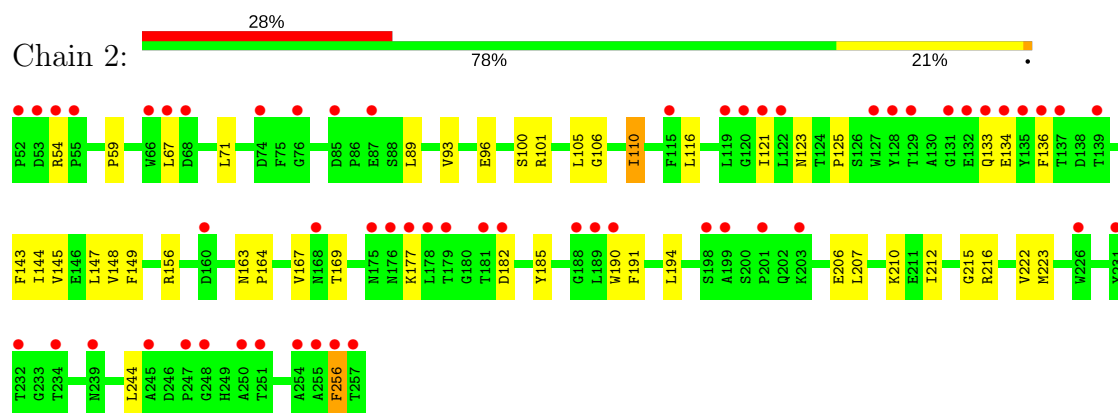 28%
Chain 2:
78% 21% •
P52 D53 R54 P55 P59 W66 L67 D68 L71 D74 F75 G76 D85 P86 E87 S88 L89 V93 E96 S100 R101 L105 G106 I110 F115 L116 L119 G120 I121 L122 N123 T124 P125 S126 W127 Y128 T129 A130 G131 E132 Q133 E134 Y135 F136 T137 D138 T139
F143 I144 V145 E146 L147 V148 F149 R156 D160 N163 P164 V167 N168 T169 N175 N176 K177 L178 T179 G180 T181 D182 Y185 G188 L189 W190 F191 L194 S198 A199 S200 P201 Q202 K203 E206 L207 K210 E211 I212 G215 R216 V222 M223 W226 Y231
T232 G233 T234 N239 L244 A245 D246 P247 G248 H249 A250 T251 A254 A255 F256 T257